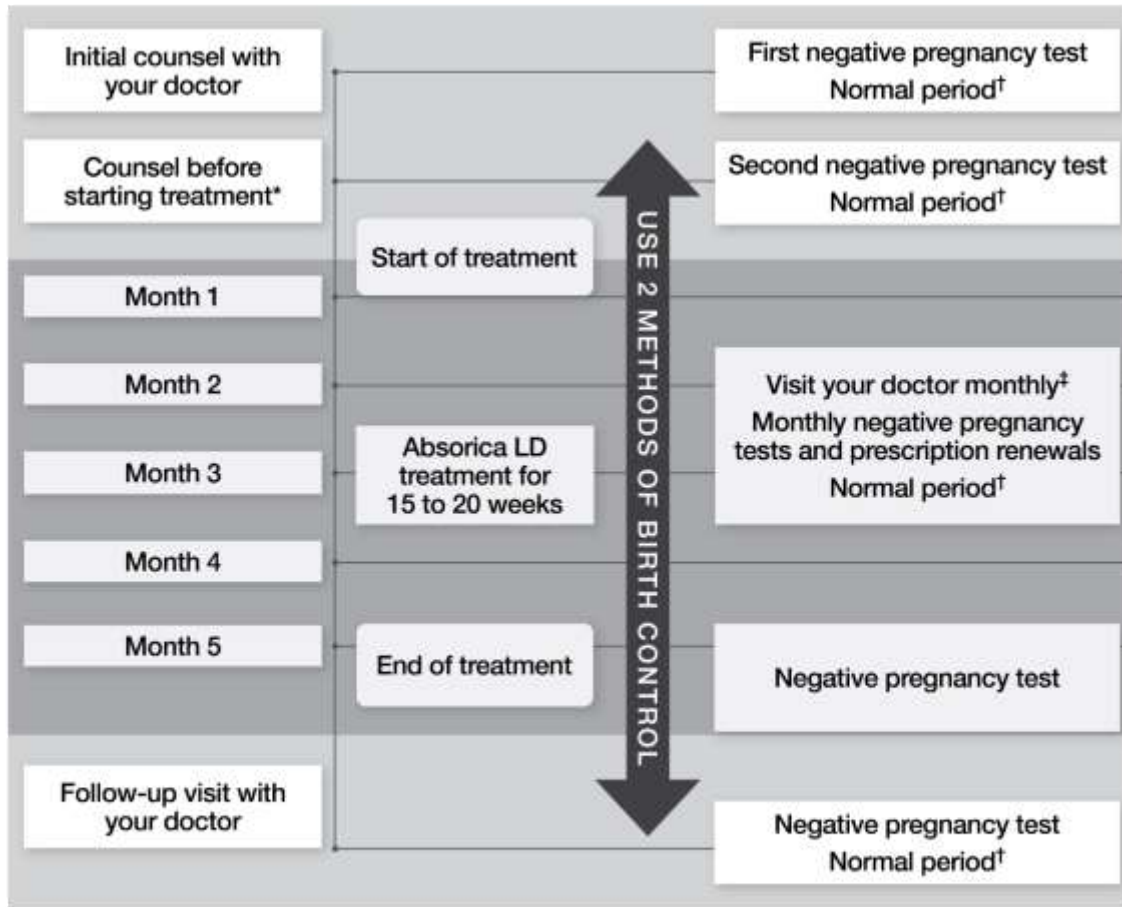 Initial counsel with
your doctor
First negative pregnancy test
Normal period†
Counsel before
starting treatment*
Second negative pregnancy test
Normal period†
Start of treatment
USE 2 METHODS OF BIRTH CONTROL
Month 1
Month 2
Visit your doctor monthly‡
Monthly negative pregnancy
tests and prescription renewals
Normal period†
Month 3
Absorica LD
treatment for
15 to 20 weeks
Month 4
Month 5
End of treatment
Negative pregnancy test
Follow-up visit with
your doctor
Negative pregnancy test
Normal period†